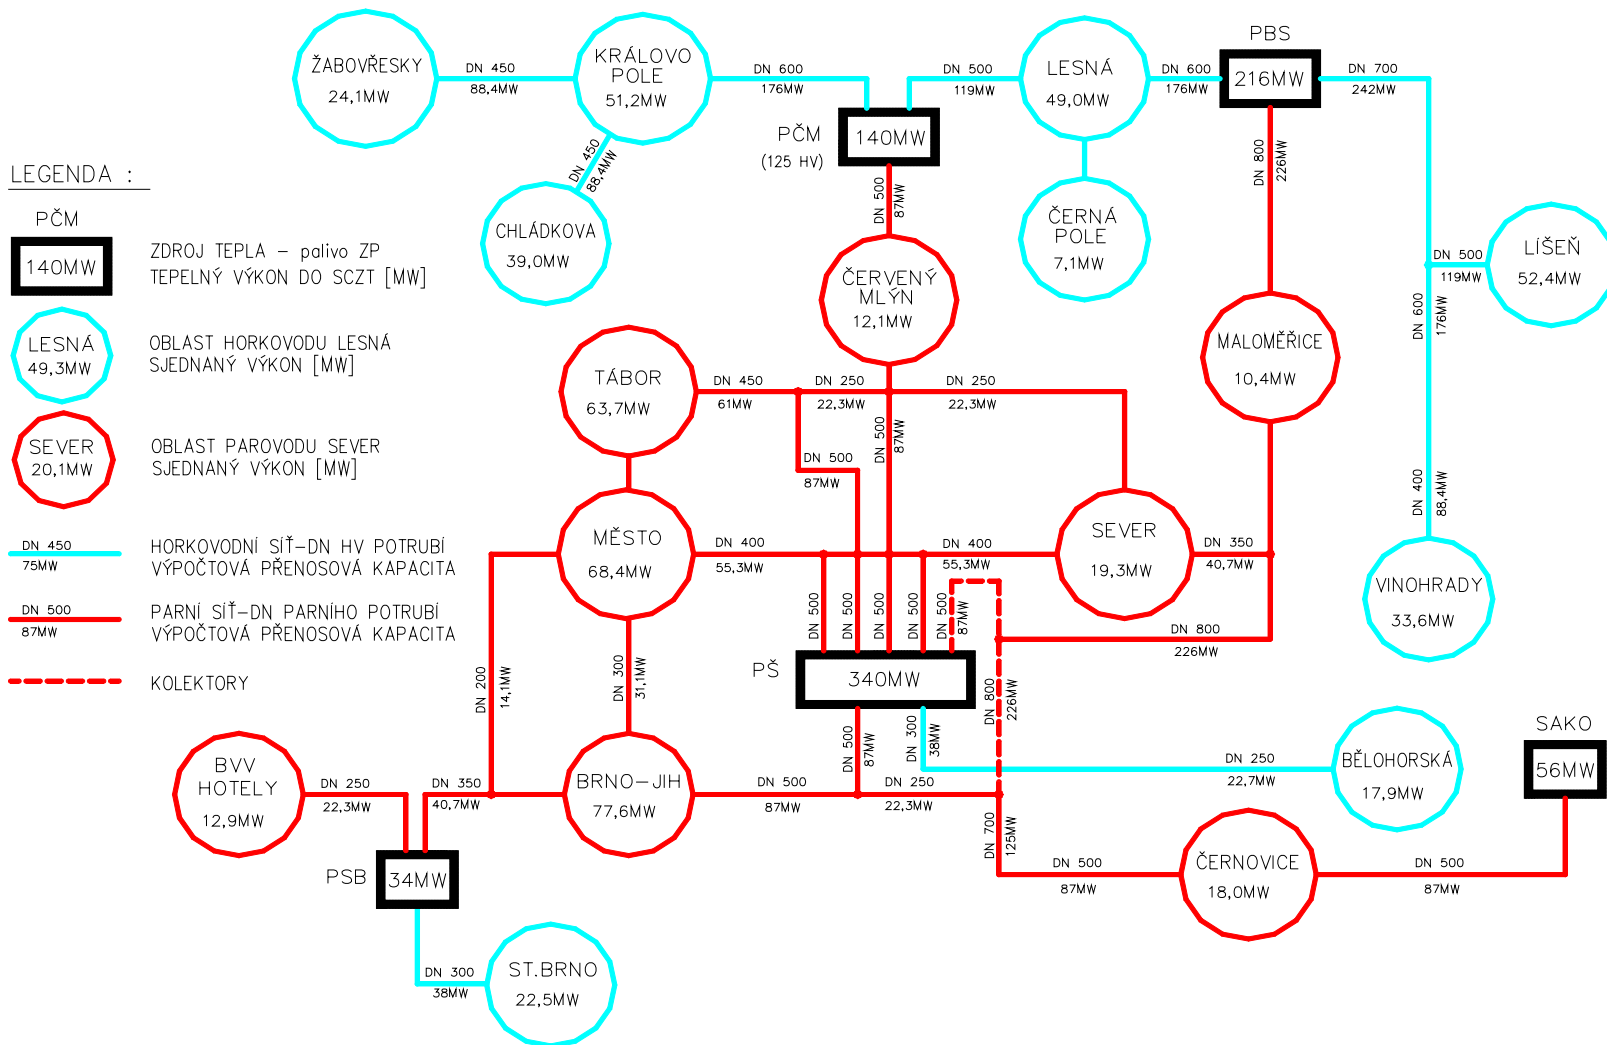 PBS
ŽABOVŘESKY
24,1MW
DN 450
88,4MW
KRÁLOVO
POLE
51,2MW
DN 600
176MW
DN 500
119MW
LESNÁ
49,0MW
DN 600
176MW
216MW
DN 700
242MW
PČM
(125 HV)
140MW
DN 450
88,4MW
DN 500
87MW
DN 800
226MW
LEGENDA :
PČM
140MW
ZDROJ TEPLA – palivo ZP
TEPELNÝ VÝKON DO SCZT [MW]
LESNÁ
49,3MW
OBLAST HORKOVODU LESNÁ
SJEDNANÝ VÝKON [MW]
SEVER
20,1MW
OBLAST PAROVODU SEVER
SJEDNANÝ VÝKON [MW]
DN 450
75MW
HORKOVODNÍ SÍŤ–DN HV POTRUBÍ
VÝPOČTOVÁ PŘENOSOVÁ KAPACITA
DN 500
87MW
PARNÍ SÍŤ–DN PARNÍHO POTRUBÍ
VÝPOČTOVÁ PŘENOSOVÁ KAPACITA
KOLEKTORY
CHLÁDKOVA
39,0MW
ČERNÁ
POLE
7,1MW
LÍŠEŇ
52,4MW
DN 500
119MW
DN 600
176MW
ČERVENÝ
MLÝN
12,1MW
MALOMĚŘICE
10,4MW
TÁBOR
63,7MW
DN 450
61MW
DN 250
22,3MW
DN 250
22,3MW
DN 500
87MW
DN 500
87MW
DN 400
88,4MW
MĚSTO
68,4MW
DN 400
55,3MW
DN 400
55,3MW
SEVER
19,3MW
DN 350
40,7MW
VINOHRADY
33,6MW
DN 500
DN 500
DN 500
DN 500
DN 500
87MW
DN 800
226MW
PŠ
340MW
DN 200
14,1MW
DN 300
31,1MW
DN 500
87MW
DN 300
38MW
DN 800
226MW
SAKO
56MW
BĚLOHORSKÁ
17,9MW
DN 250
22,7MW
BVV
HOTELY
12,9MW
DN 250
22,3MW
DN 350
40,7MW
BRNO–JIH
77,6MW
DN 500
87MW
DN 250
22,3MW
DN 700
125MW
PSB
34MW
DN 500
87MW
ČERNOVICE
18,0MW
DN 500
87MW
DN 300
38MW
ST.BRNO
22,5MW